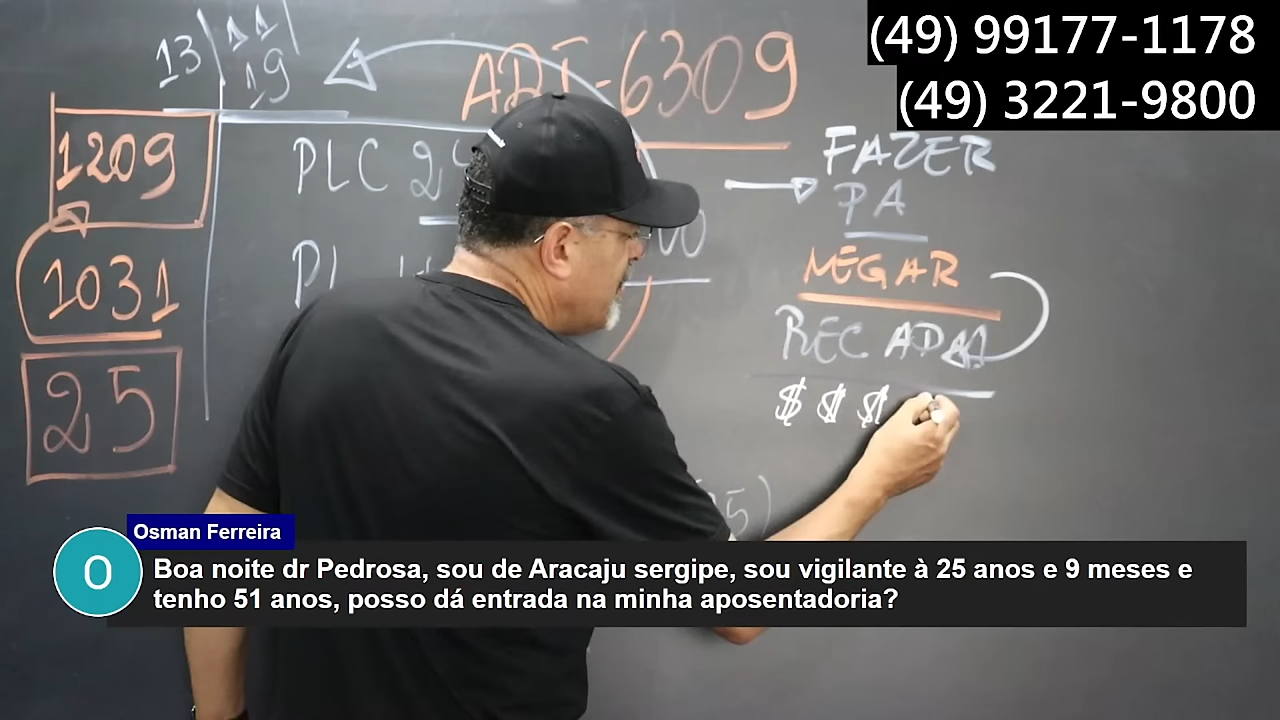 (49) 99177-1178
(49) 3221-9800
13
11
19
ADI-6309
1209
PLC
FAZER
PA
1031
NEGAR
REC ADM
25
$ $ $
Osman Ferreira
O
Boa noite dr Pedrosa, sou de Aracaju sergipe, sou vigilante à 25 anos e 9 meses e
tenho 51 anos, posso dá entrada na minha aposentadoria?